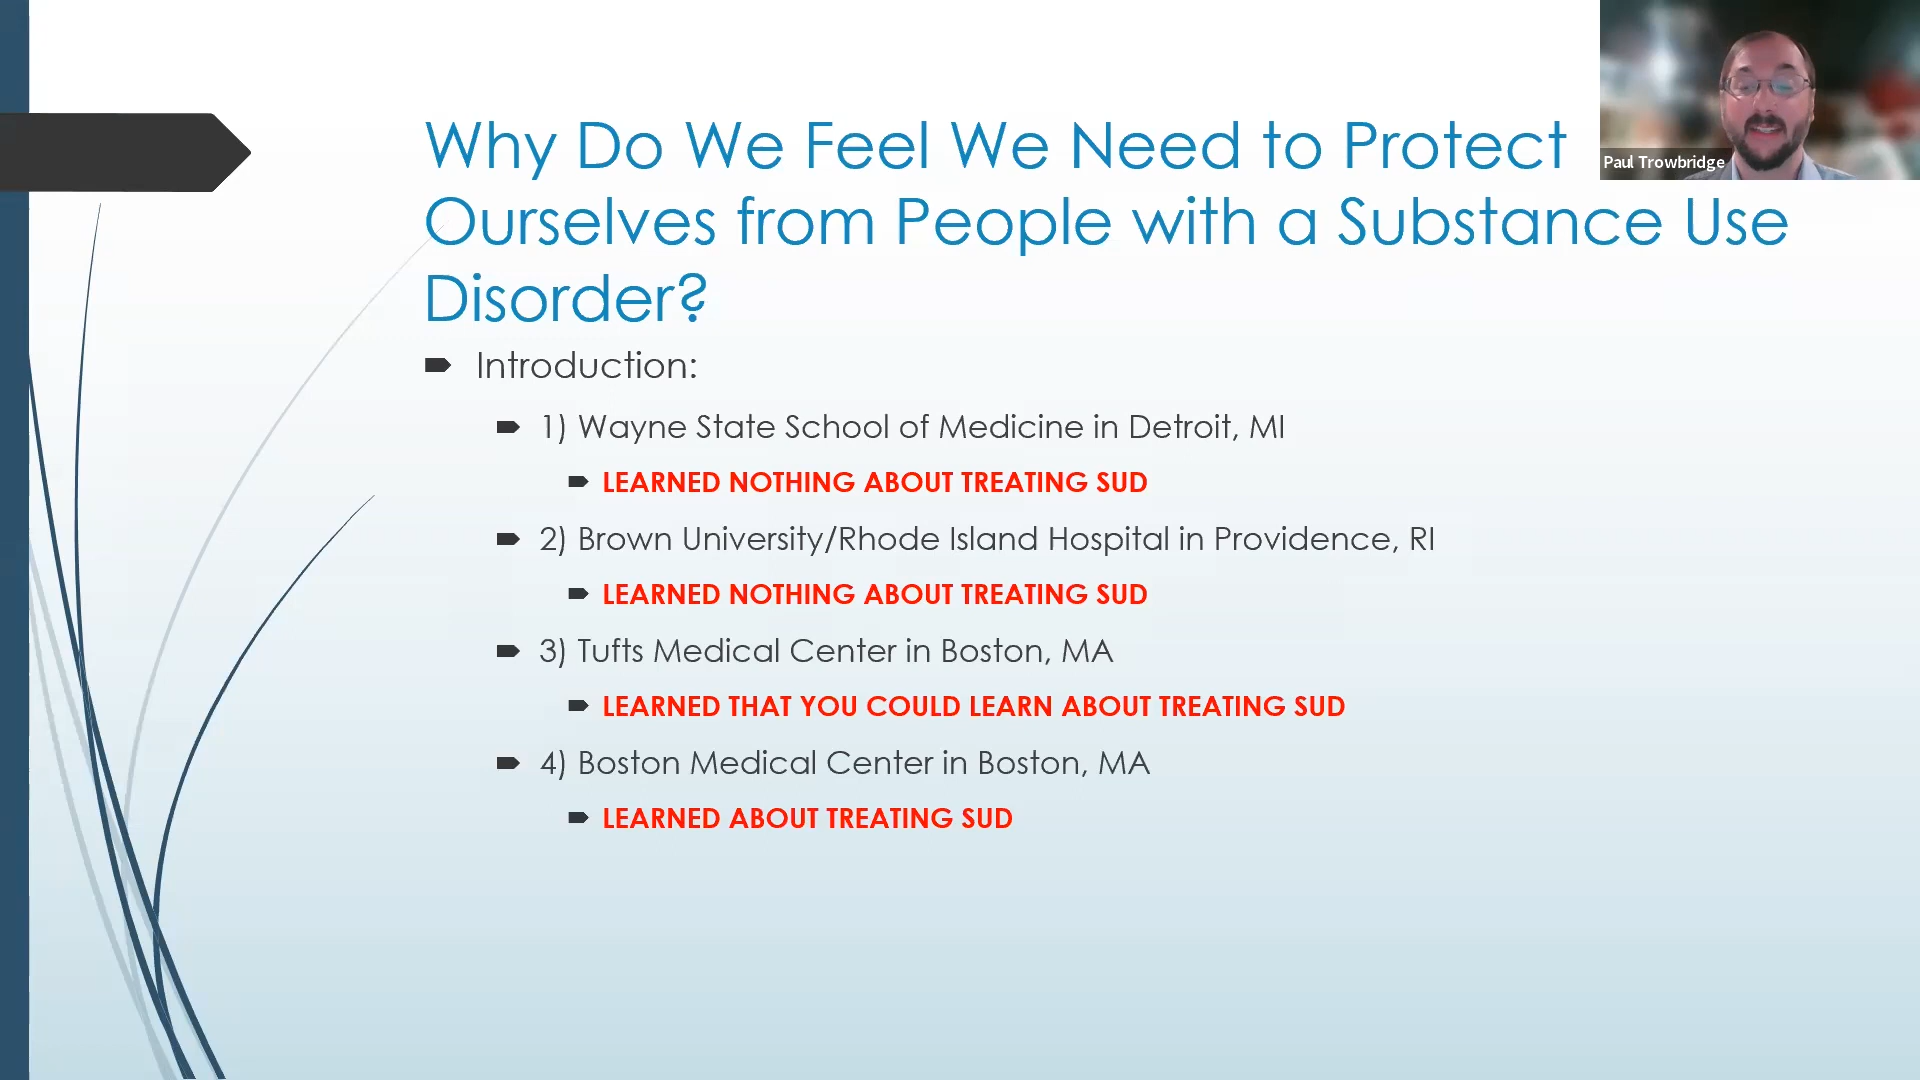 Why Do We Feel We Need to Protect
Ourselves from People with a Substance Use
Disorder?
Paul Trowbridge
Introduction:
1) Wayne State School of Medicine in Detroit, MI
LEARNED NOTHING ABOUT TREATING SUD
2) Brown University/Rhode Island Hospital in Providence, RI
LEARNED NOTHING ABOUT TREATING SUD
3) Tufts Medical Center in Boston, MA
LEARNED THAT YOU COULD LEARN ABOUT TREATING SUD
4) Boston Medical Center in Boston, MA
LEARNED ABOUT TREATING SUD